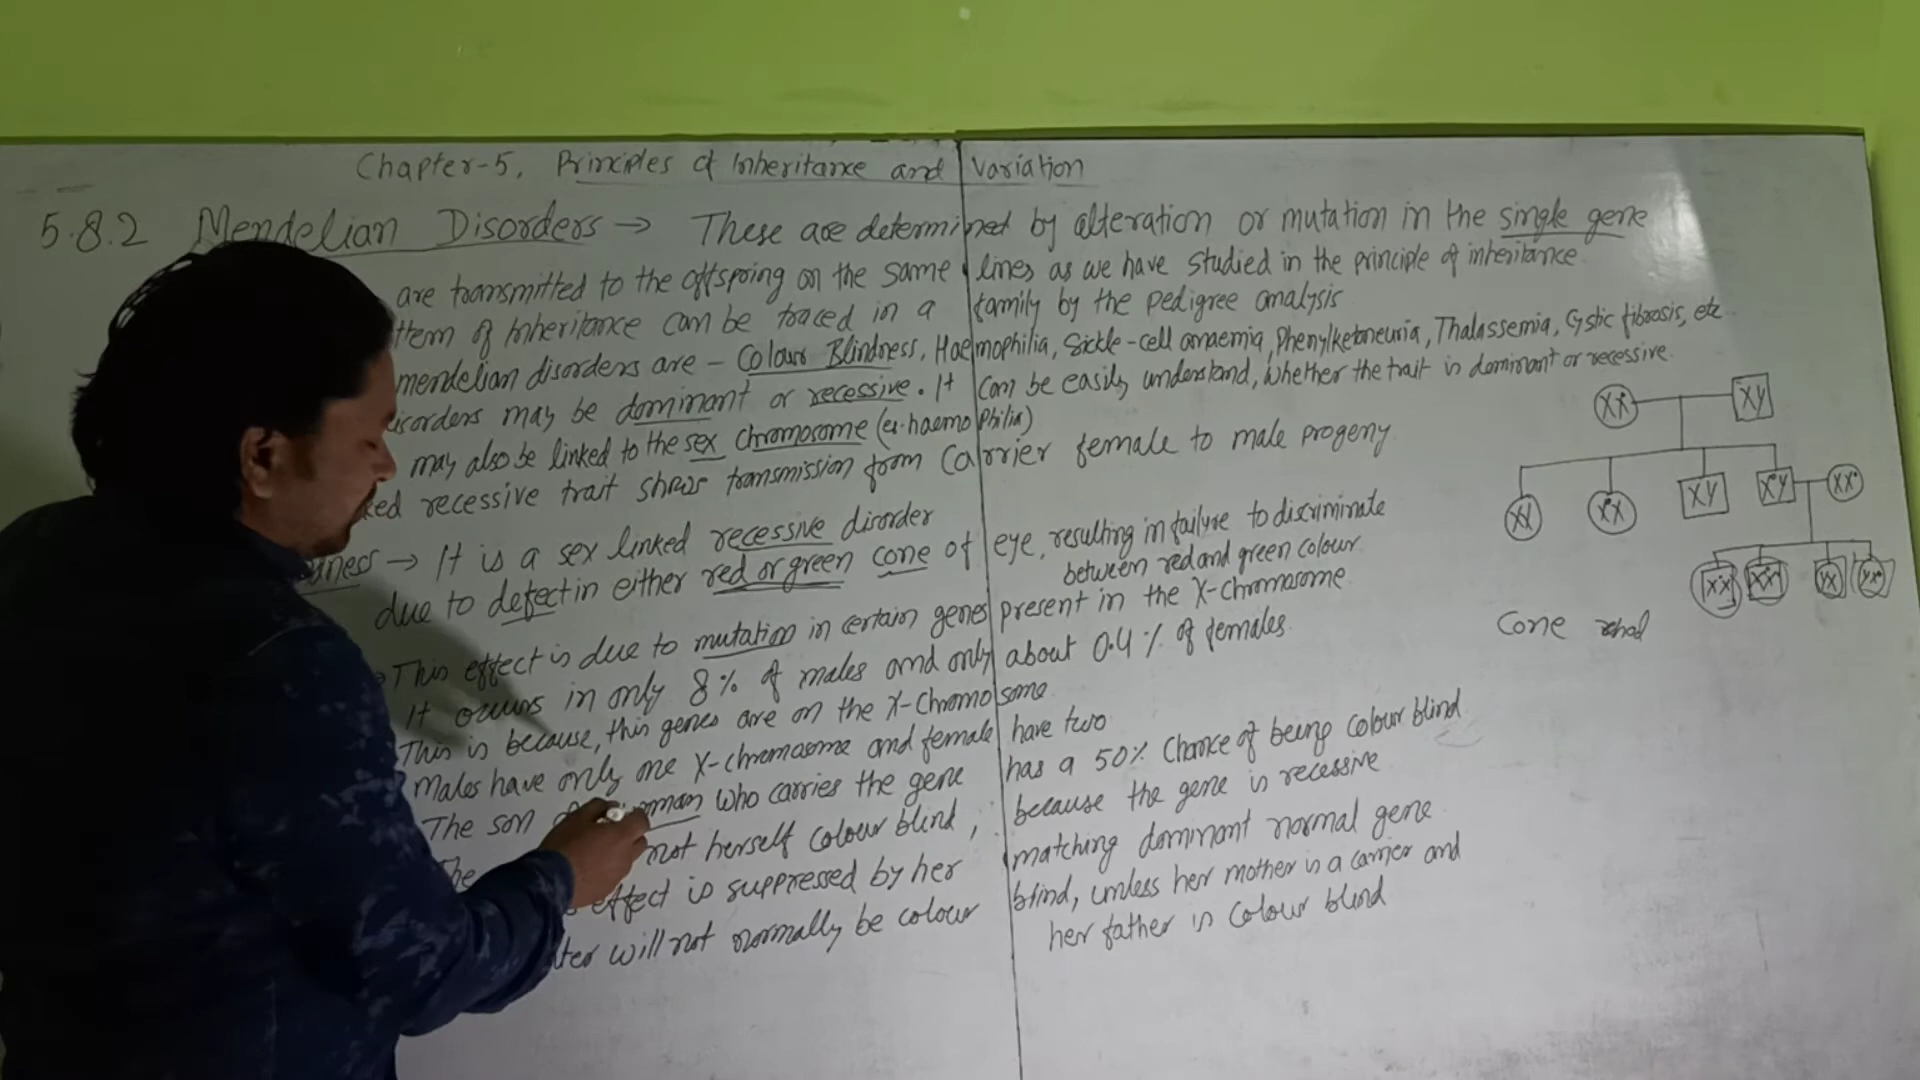 Chapter-5, Principles of Inheritance and Variation
5.8.2 Mendelian Disorders → These are determined by alteration or mutation in the single gene
are transmitted to the offspring on the same lines as we have studied in the principle of inheritance
ttern of Inheritance can be traced in a family by the pedigree analysis
mendelian disorders are - Colour Blindness, Haemophilia, Sickle-cell anaemia, Phenylketoneuria, Thalassemia, Cystic fibrosis, etc.
isorders may be dominant or recessive. It can be easily understand, whether the trait is dominant or recessive.
may also be linked to the sex chromosome (ex-haemophilia)
ked recessive trait shows transmission from carrier female to male progeny
ness → It is a sex linked recessive disorder
due to defect in either red or green cone of eye, resulting in failure to discriminate
between red and green colour
This effect is due to mutation in certain genes present in the X-chromasome
It occurs in only 8% of males and only about 0.4% of females
This is because, this genes are on the X-Chromosome
Males have only one X-chromasome and female have two
The son woman who carries the gene has a 50% Chance of being colour blind
The not herself colour blind, because the gene is recessive
effect is suppressed by her matching dominant normal gene
ter will not normally be colour blind, unless her mother is a carrier and
her father is colour blind
XX XY
XY XY XX
Cone